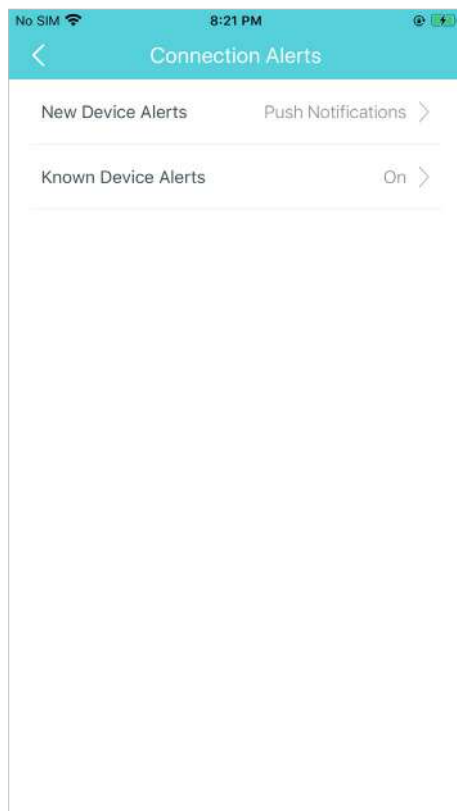 No SIM 8:21 PM
Connection Alerts
New Device Alerts Push Notifications
Known Device Alerts On